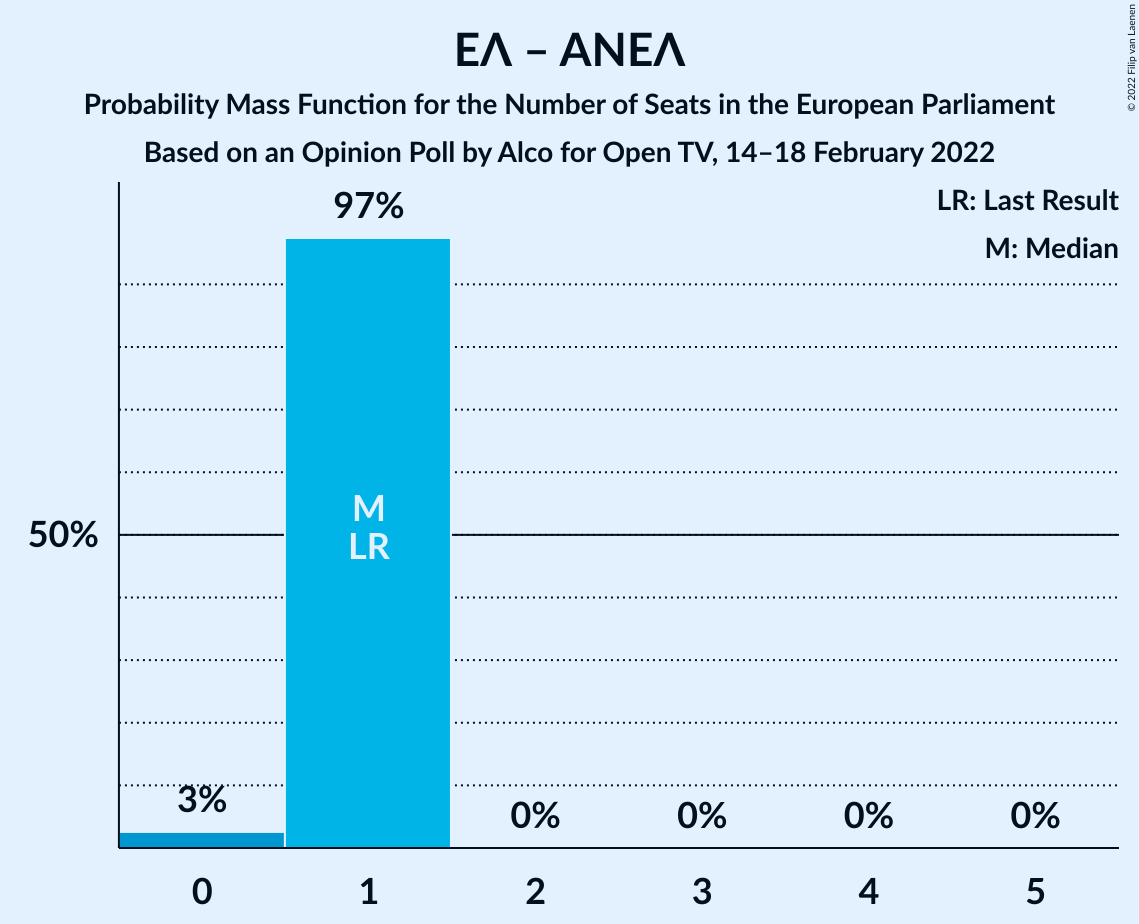 ΕΛ – ΑΝΕΛ
Probability Mass Function for the Number of Seats in the European Parliament
Based on an Opinion Poll by Alco for Open TV, 14–18 February 2022
© 2022 Filip van Laenen
LR: Last Result
M: Median
97%
M
LR
50%
3%
0%
0%
0%
0%
0
1
2
3
4
5